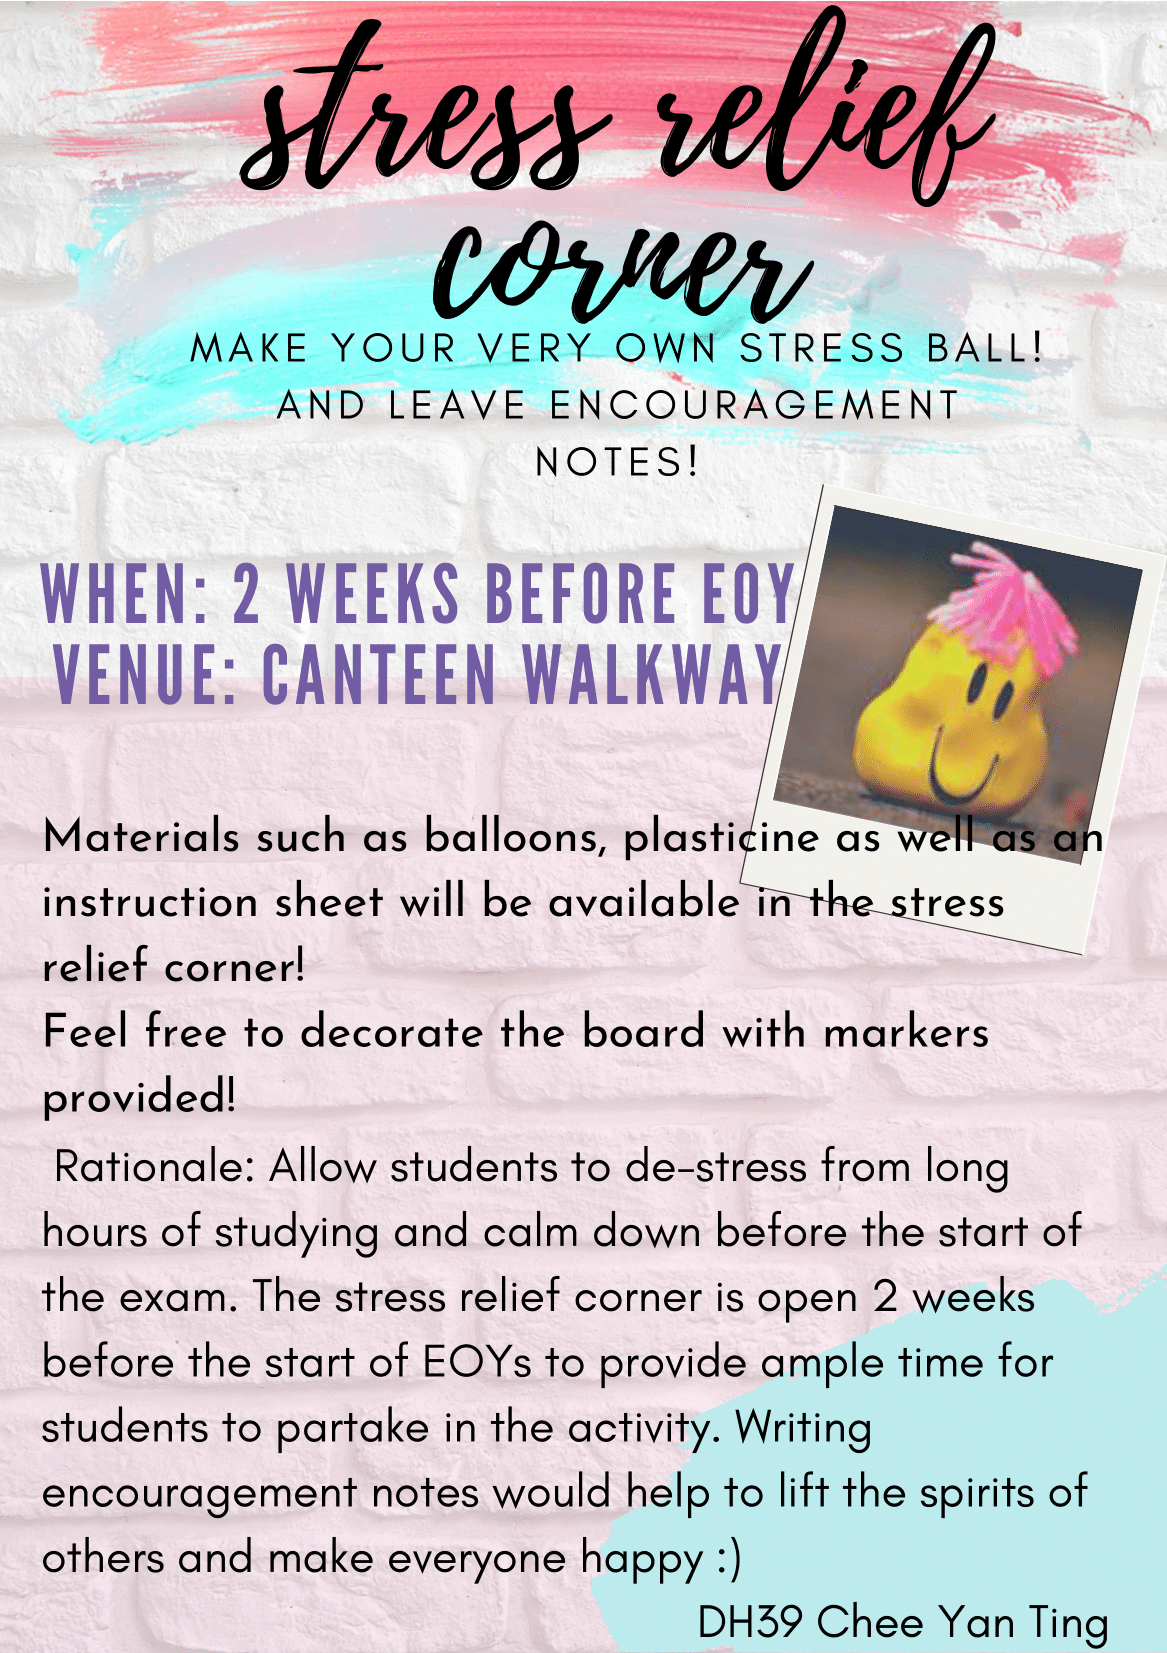 stress relief
corner
MAKE YOUR VERY OWN STRESS BALL!
AND LEAVE ENCOURAGEMENT
NOTES!
WHEN: 2 WEEKS BEFORE EOY
VENUE: CANTEEN WALKWAY
Materials such as balloons, plasticine as well as an
instruction sheet will be available in the stress
relief corner!
Feel free to decorate the board with markers
provided!
Rationale: Allow students to de-stress from long
hours of studying and calm down before the start of
the exam. The stress relief corner is open 2 weeks
before the start of EOYs to provide ample time for
students to partake in the activity. Writing
encouragement notes would help to lift the spirits of
others and make everyone happy :)
DH39 Chee Yan Ting